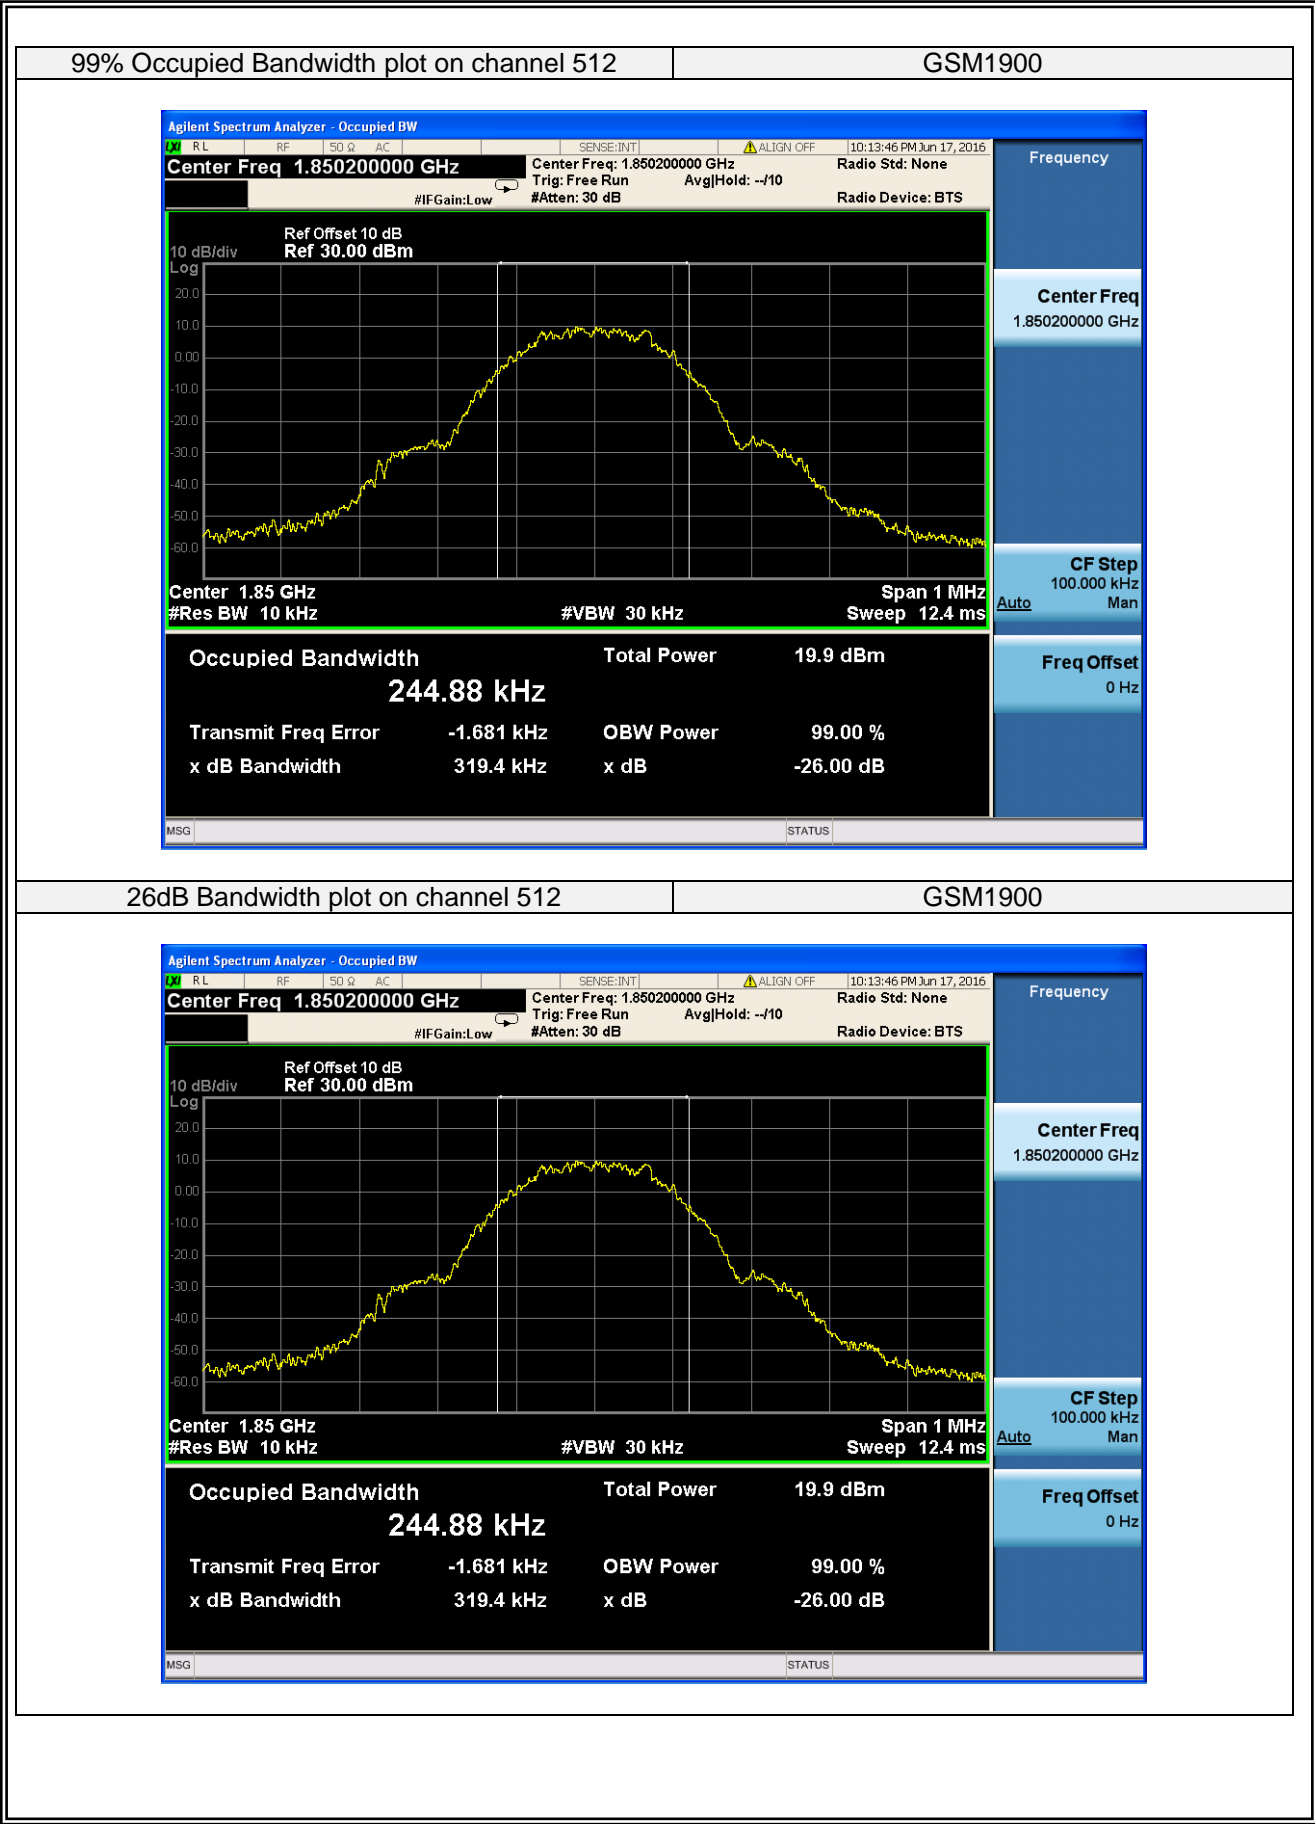 99% Occupied Bandwidth plot on channel 512 GSM1900
Agilent Spectrum Analyzer - Occupied BW
LXI RL RF 50 Ω AC SENSE:INT ALIGN OFF 10:13:46 PM Jun 17, 2016
Center Freq 1.850200000 GHz Center Freq: 1.850200000 GHz Radio Std: None Frequency
Trig: Free Run Avg|Hold: --/10
#IFGain:Low #Atten: 30 dB Radio Device: BTS
Ref Offset 10 dB
10 dB/div Ref 30.00 dBm
Log
20.0
10.0
0.00
-10.0
-20.0
-30.0
-40.0
-50.0
-60.0
Center Freq
1.850200000 GHz
Center 1.85 GHz Span 1 MHz
#Res BW 10 kHz #VBW 30 kHz Sweep 12.4 ms
CF Step
100.000 kHz
Auto Man
Occupied Bandwidth Total Power 19.9 dBm
244.88 kHz
Transmit Freq Error -1.681 kHz OBW Power 99.00 %
x dB Bandwidth 319.4 kHz x dB -26.00 dB
Freq Offset
0 Hz
MSG STATUS
26dB Bandwidth plot on channel 512 GSM1900
Agilent Spectrum Analyzer - Occupied BW
LXI RL RF 50 Ω AC SENSE:INT ALIGN OFF 10:13:46 PM Jun 17, 2016
Center Freq 1.850200000 GHz Center Freq: 1.850200000 GHz Radio Std: None Frequency
Trig: Free Run Avg|Hold: --/10
#IFGain:Low #Atten: 30 dB Radio Device: BTS
Ref Offset 10 dB
10 dB/div Ref 30.00 dBm
Log
20.0
10.0
0.00
-10.0
-20.0
-30.0
-40.0
-50.0
-60.0
Center Freq
1.850200000 GHz
Center 1.85 GHz Span 1 MHz
#Res BW 10 kHz #VBW 30 kHz Sweep 12.4 ms
CF Step
100.000 kHz
Auto Man
Occupied Bandwidth Total Power 19.9 dBm
244.88 kHz
Transmit Freq Error -1.681 kHz OBW Power 99.00 %
x dB Bandwidth 319.4 kHz x dB -26.00 dB
Freq Offset
0 Hz
MSG STATUS